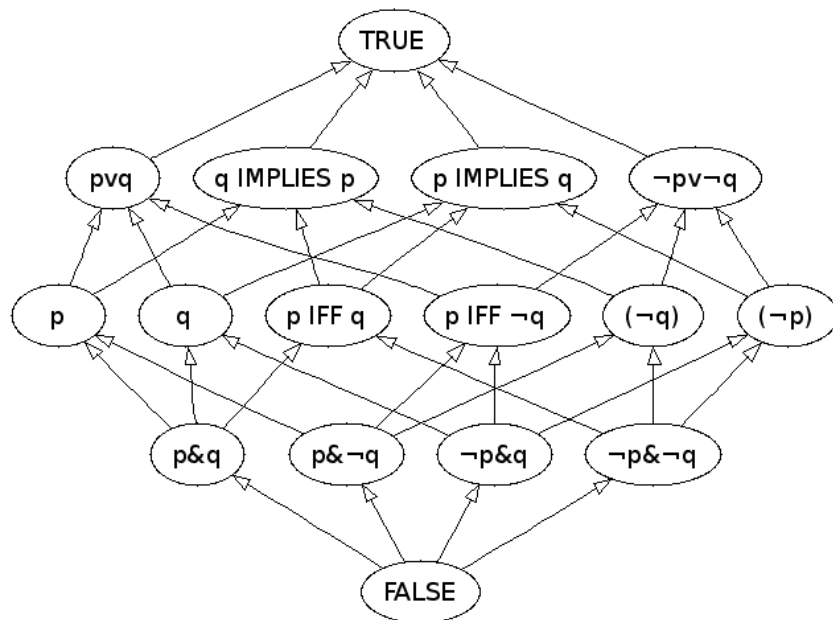 TRUE
pvq
q IMPLIES p
p IMPLIES q
¬pv¬q
p
q
p IFF q
p IFF ¬q
(¬q)
(¬p)
p&q
p&¬q
¬p&q
¬p&¬q
FALSE